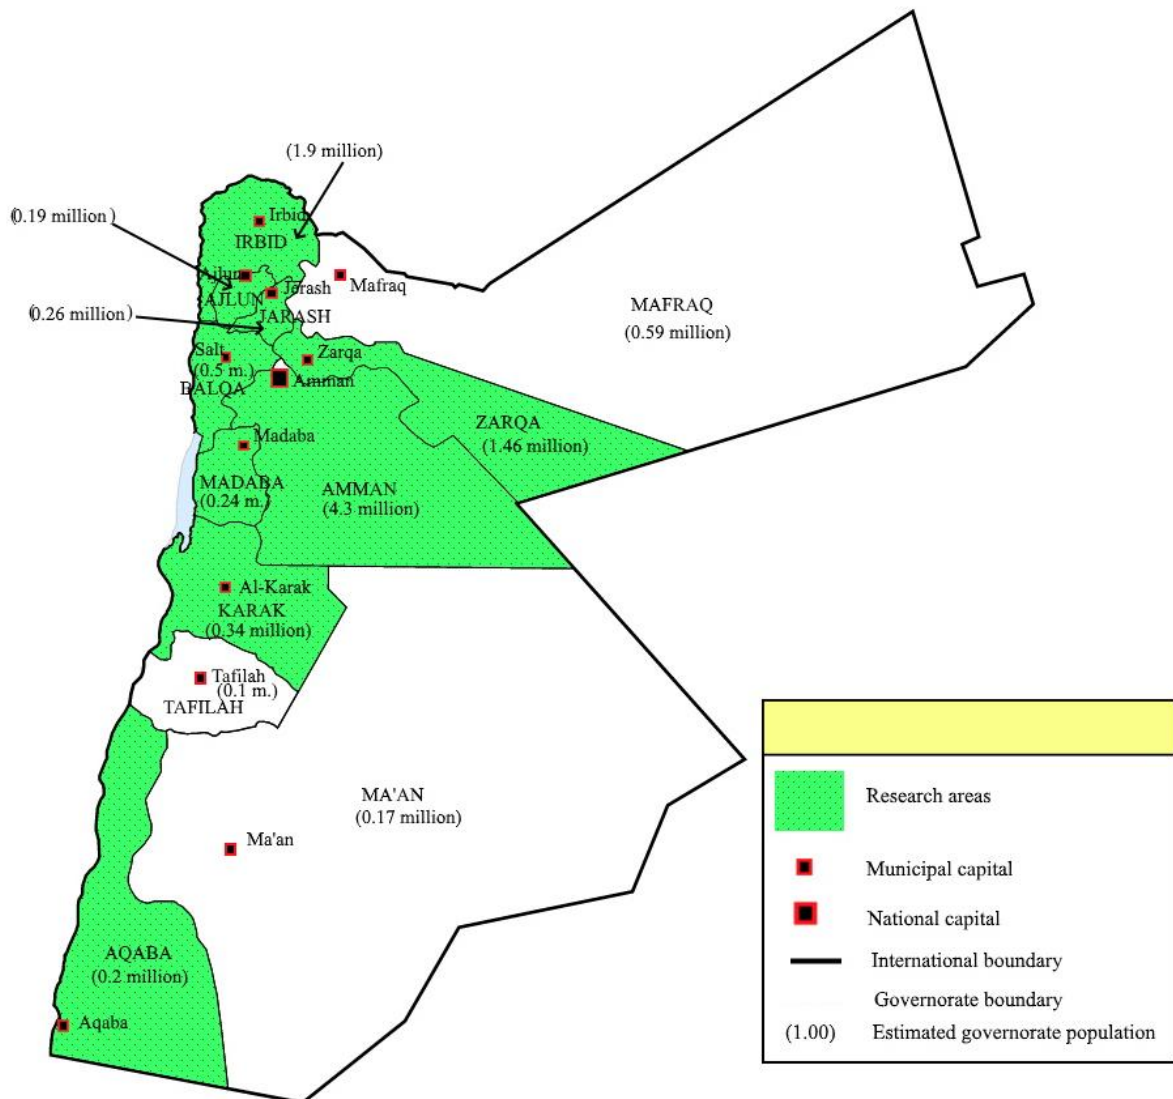 (1.9 million)
(0.19 million)
Irbid
IRBID
Ajlun
Jerash
Mafraq
AJLUN
JARASH
(0.26 million)
MAFRAQ
(0.59 million)
Salt
(0.5 m.)
BALQA
Zarqa
Amman
ZARQA
(1.46 million)
Madaba
MADABA
(0.24 m.)
AMMAN
(4.3 million)
Al-Karak
KARAK
(0.34 million)
Tafilah
(0.1 m.)
TAFILAH
MA'AN
(0.17 million)
Ma'an
AQABA
(0.2 million)
Aqaba
Research areas
Municipal capital
National capital
International boundary
Governorate boundary
(1.00) Estimated governorate population